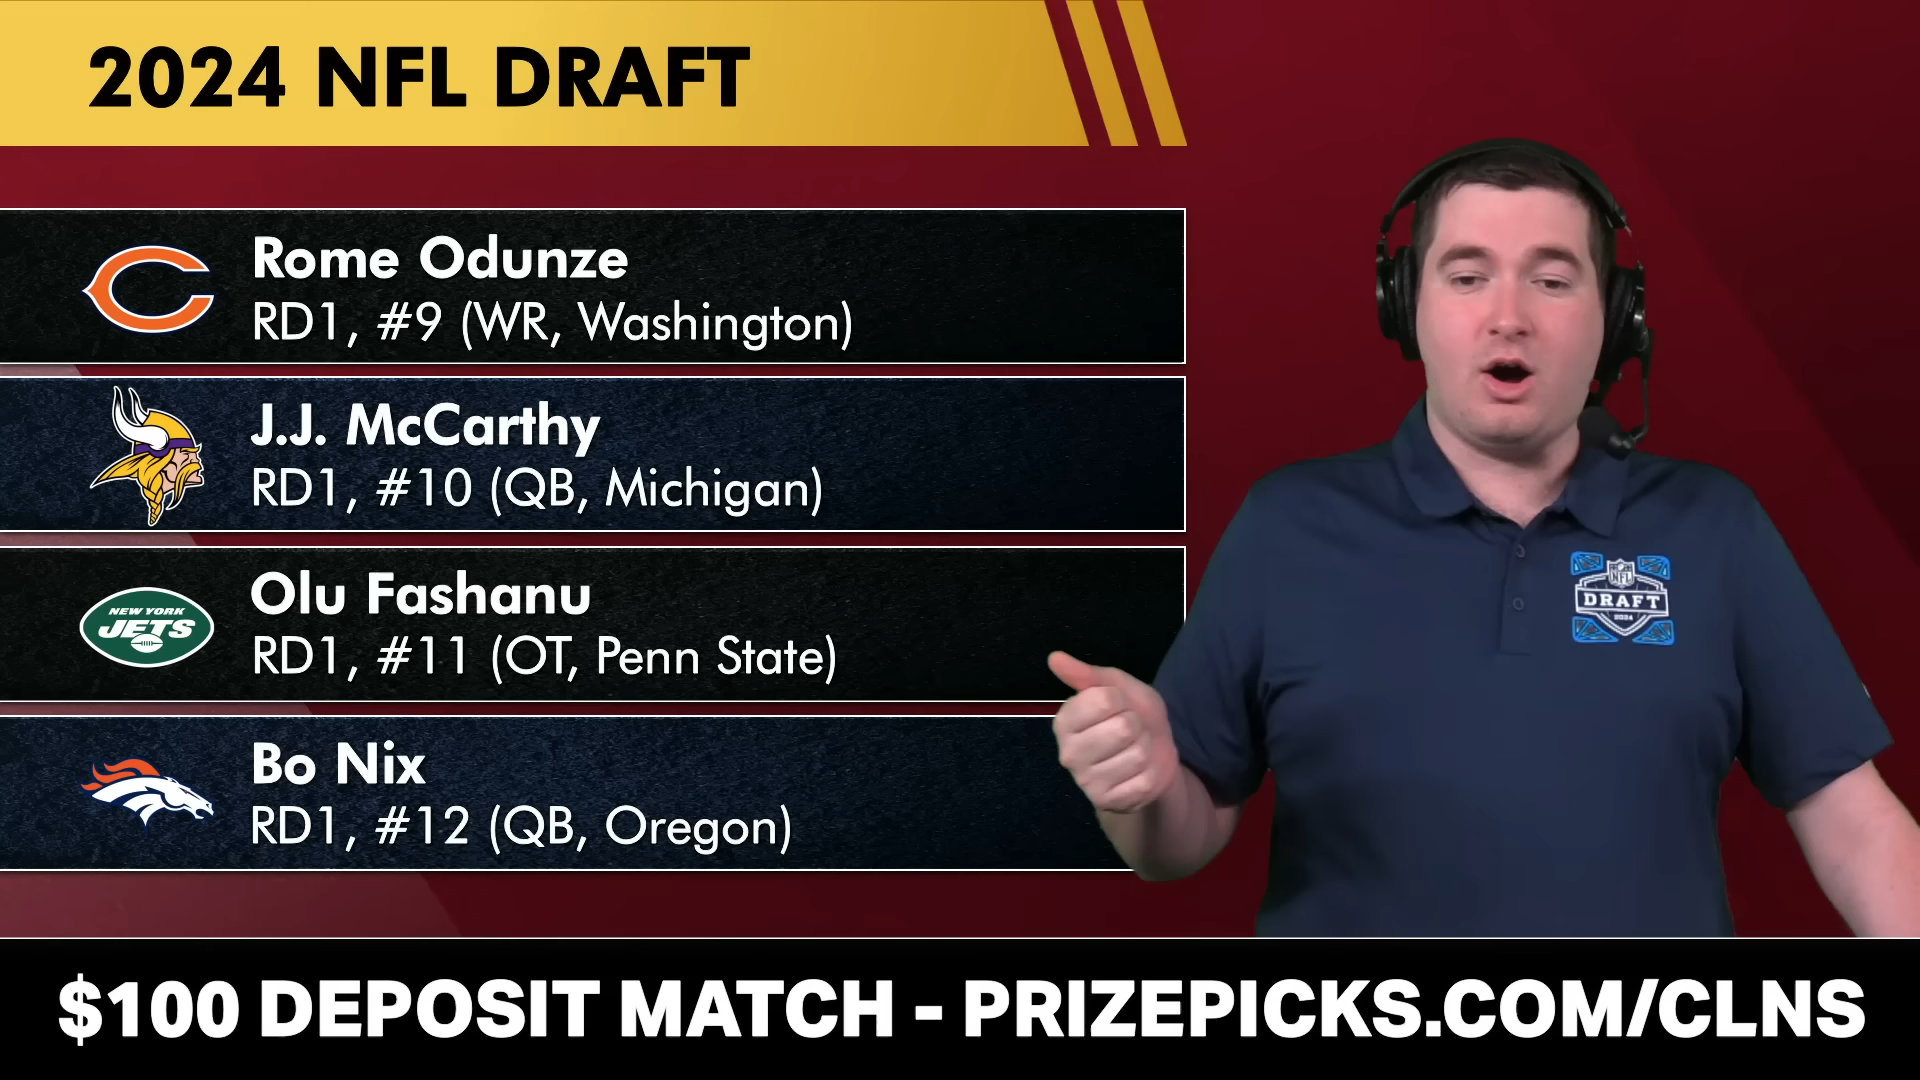 2024 NFL DRAFT
Rome Odunze
RD1, #9 (WR, Washington)
J.J. McCarthy
RD1, #10 (QB, Michigan)
NEW YORK
JETS
Olu Fashanu
RD1, #11 (OT, Penn State)
Bo Nix
RD1, #12 (QB, Oregon)
NFL
DRAFT
2024
$100 DEPOSIT MATCH - PRIZEPICKS.COM/CLNS